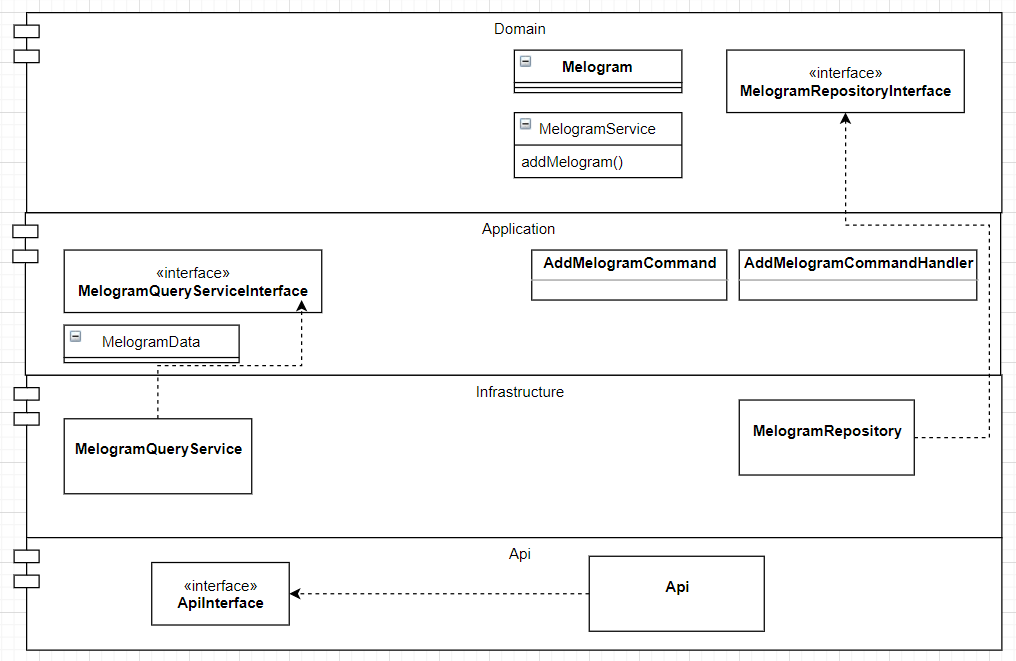 Domain
Melogram
«interface»
MelogramRepositoryInterface
MelogramService
addMelogram()
Application
«interface»
MelogramQueryServiceInterface
AddMelogramCommand
AddMelogramCommandHandler
MelogramData
Infrastructure
MelogramQueryService
MelogramRepository
Api
«interface»
ApiInterface
Api